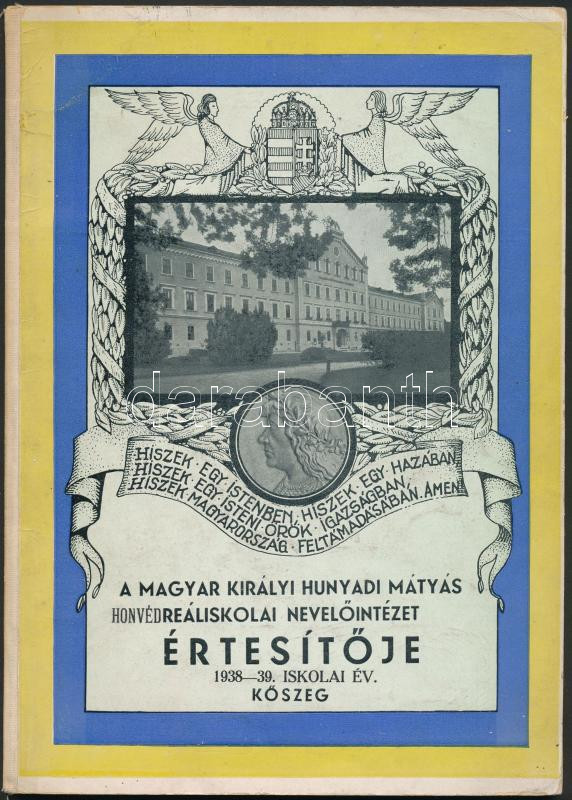 darabanth
HISZEK · EGY · ISTENBEN, HISZEK · EGY · HAZÁBAN
HISZEK · EGY · ISTENI · ÖRÖK · IGAZSÁGBAN,
HISZEK · MAGYARORSZÁG · FELTÁMADÁSÁBAN. ÁMEN.
A MAGYAR KIRÁLYI HUNYADI MÁTYÁS
HONVÉDREÁLISKOLAI NEVELŐINTÉZET
ÉRTESÍTŐJE
1938—39. ISKOLAI ÉV.
KŐSZEG